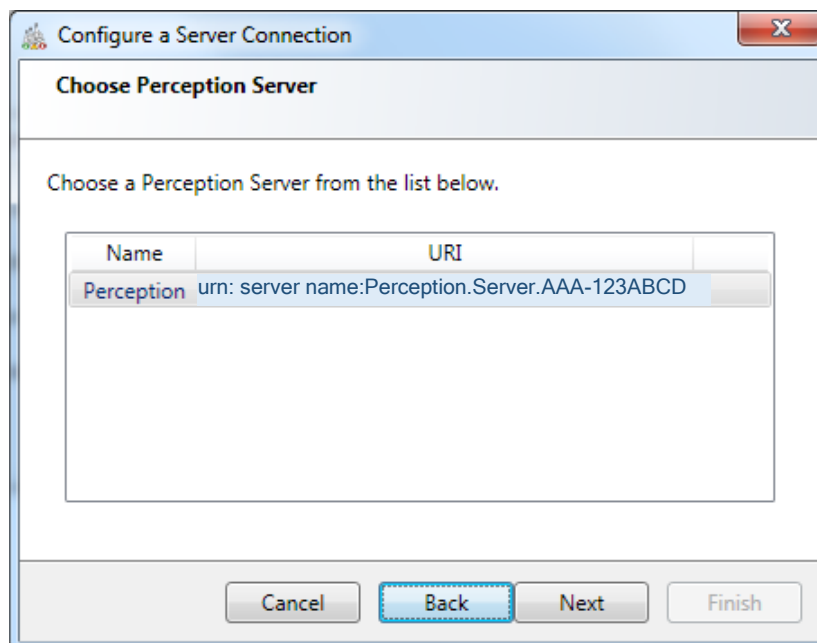 Configure a Server Connection
Choose Perception Server
Choose a Perception Server from the list below.
Name URI
Perception urn: server name:Perception.Server.AAA-123ABCD
Cancel Back Next Finish